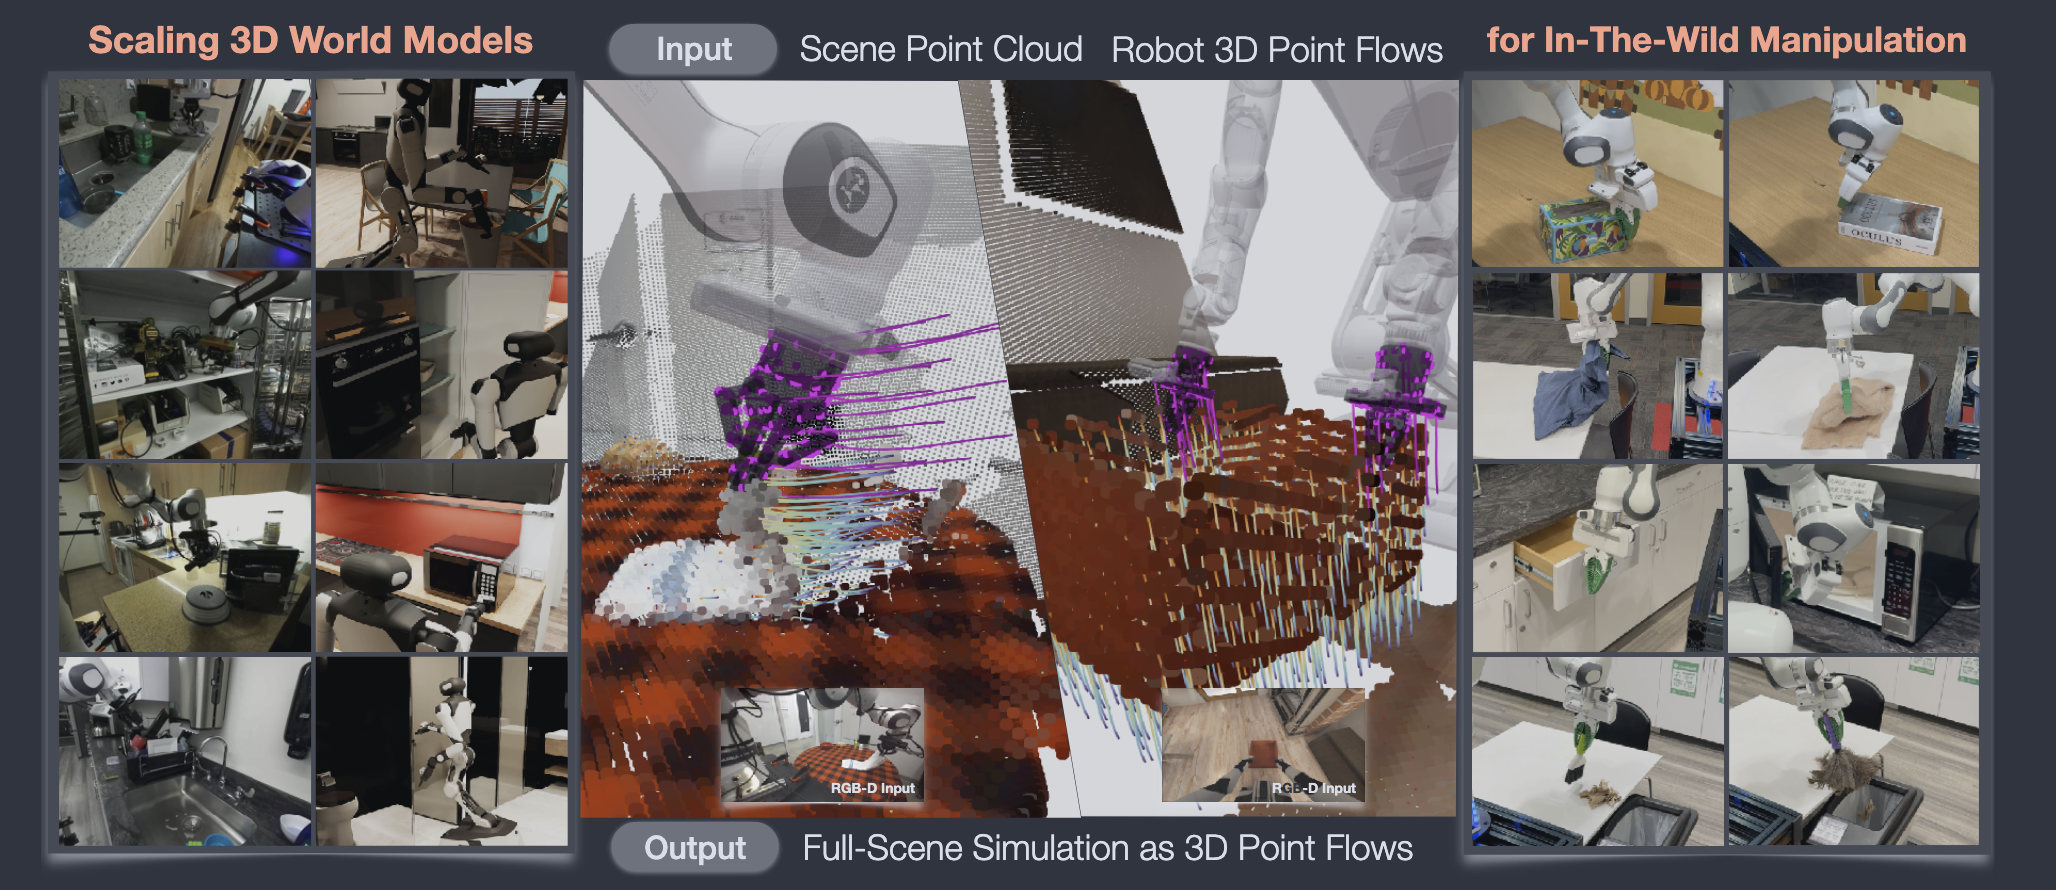 Scaling 3D World Models
Input
Scene Point Cloud
Robot 3D Point Flows
for In-The-Wild Manipulation
OCULUS
RGB-D Input
RGB-D Input
Output
Full-Scene Simulation as 3D Point Flows